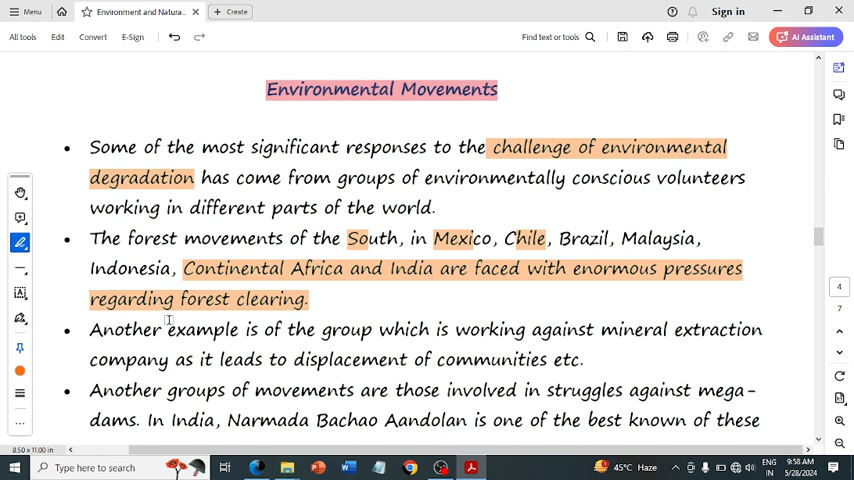 Menu
Environment and Natura...
Create
Sign in
All tools Edit Convert E-Sign
Find text or tools
AI Assistant
Environmental Movements
• Some of the most significant responses to the challenge of environmental
degradation has come from groups of environmentally conscious volunteers
working in different parts of the world.
• The forest movements of the South, in Mexico, Chile, Brazil, Malaysia,
Indonesia, Continental Africa and India are faced with enormous pressures
regarding forest clearing.
• Another example is of the group which is working against mineral extraction
company as it leads to displacement of communities etc.
• Another groups of movements are those involved in struggles against mega-
dams. In India, Narmada Bachao Aandolan is one of the best known of these
4
7
8.50 x 11.00 in
Type here to search
45°C Haze
ENG
IN
9:58 AM
5/28/2024